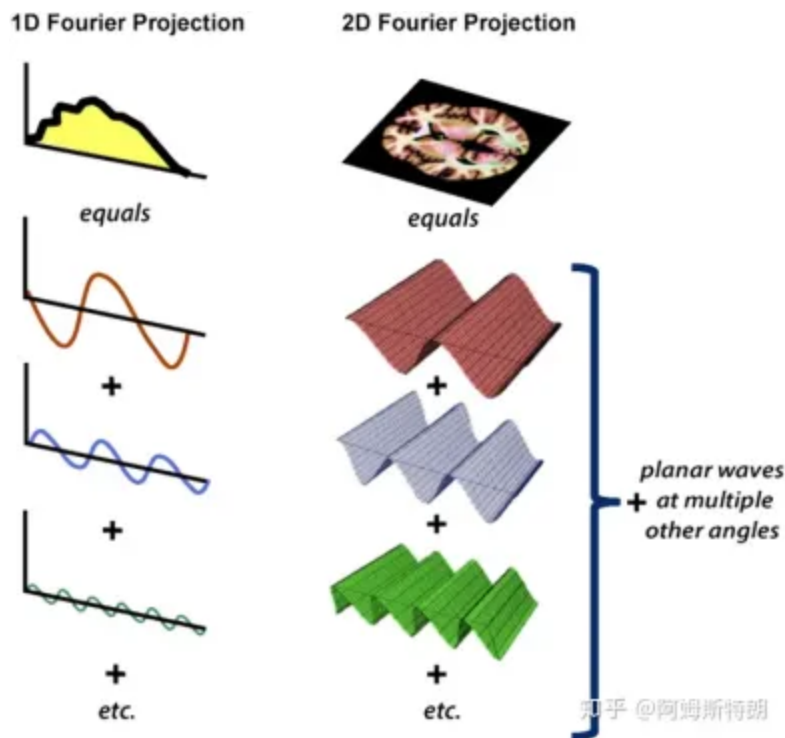 1D Fourier Projection
2D Fourier Projection
equals
equals
+
+
+
+
+
+
etc.
etc.
+ planar waves
at multiple
other angles
知乎 @阿姆斯特朗